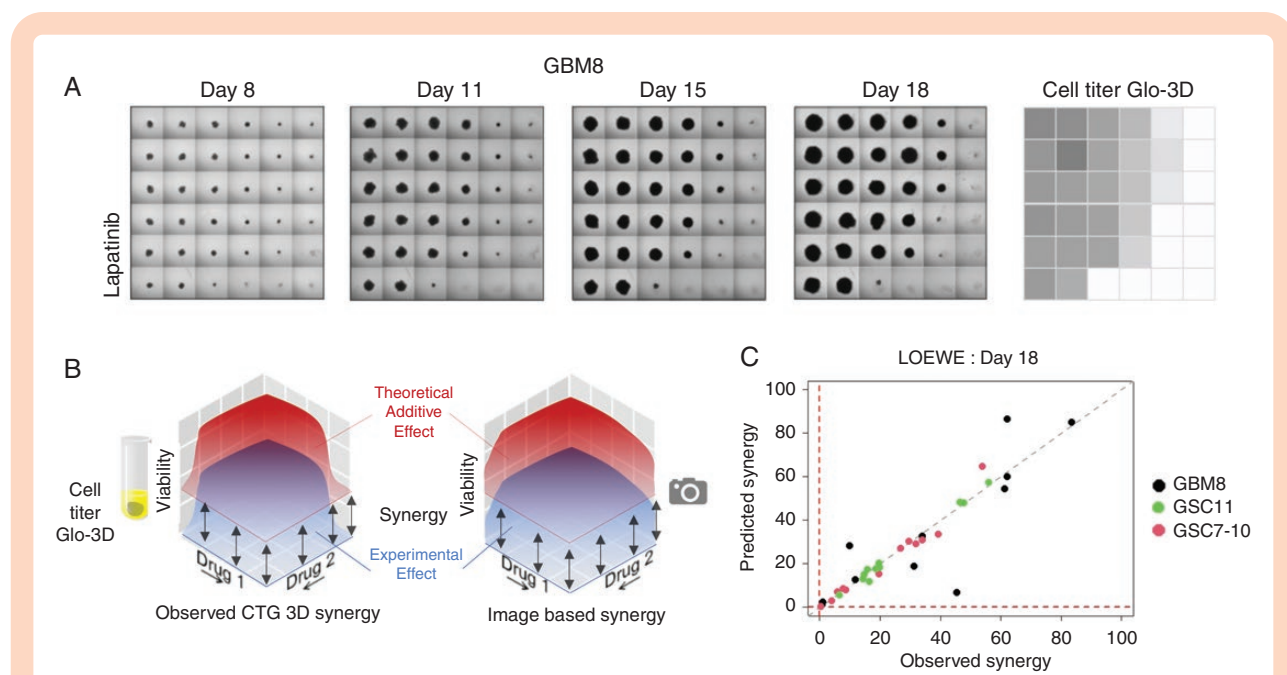 GBM8
A
Day 8
Day 11
Day 15
Day 18
Cell titer Glo-3D
Lapatinib
B
Cell
titer
Glo-3D
Viability
Theoretical
Additive
Effect
Viability
Synergy
Experimental
Effect
Drug 1
Drug 2
Drug 1
Drug 2
Observed CTG 3D synergy
Image based synergy
C
LOEWE : Day 18
Predicted synergy
100
80
60
40
20
0
0
20
40
60
80
100
Observed synergy
GBM8
GSC11
GSC7-10